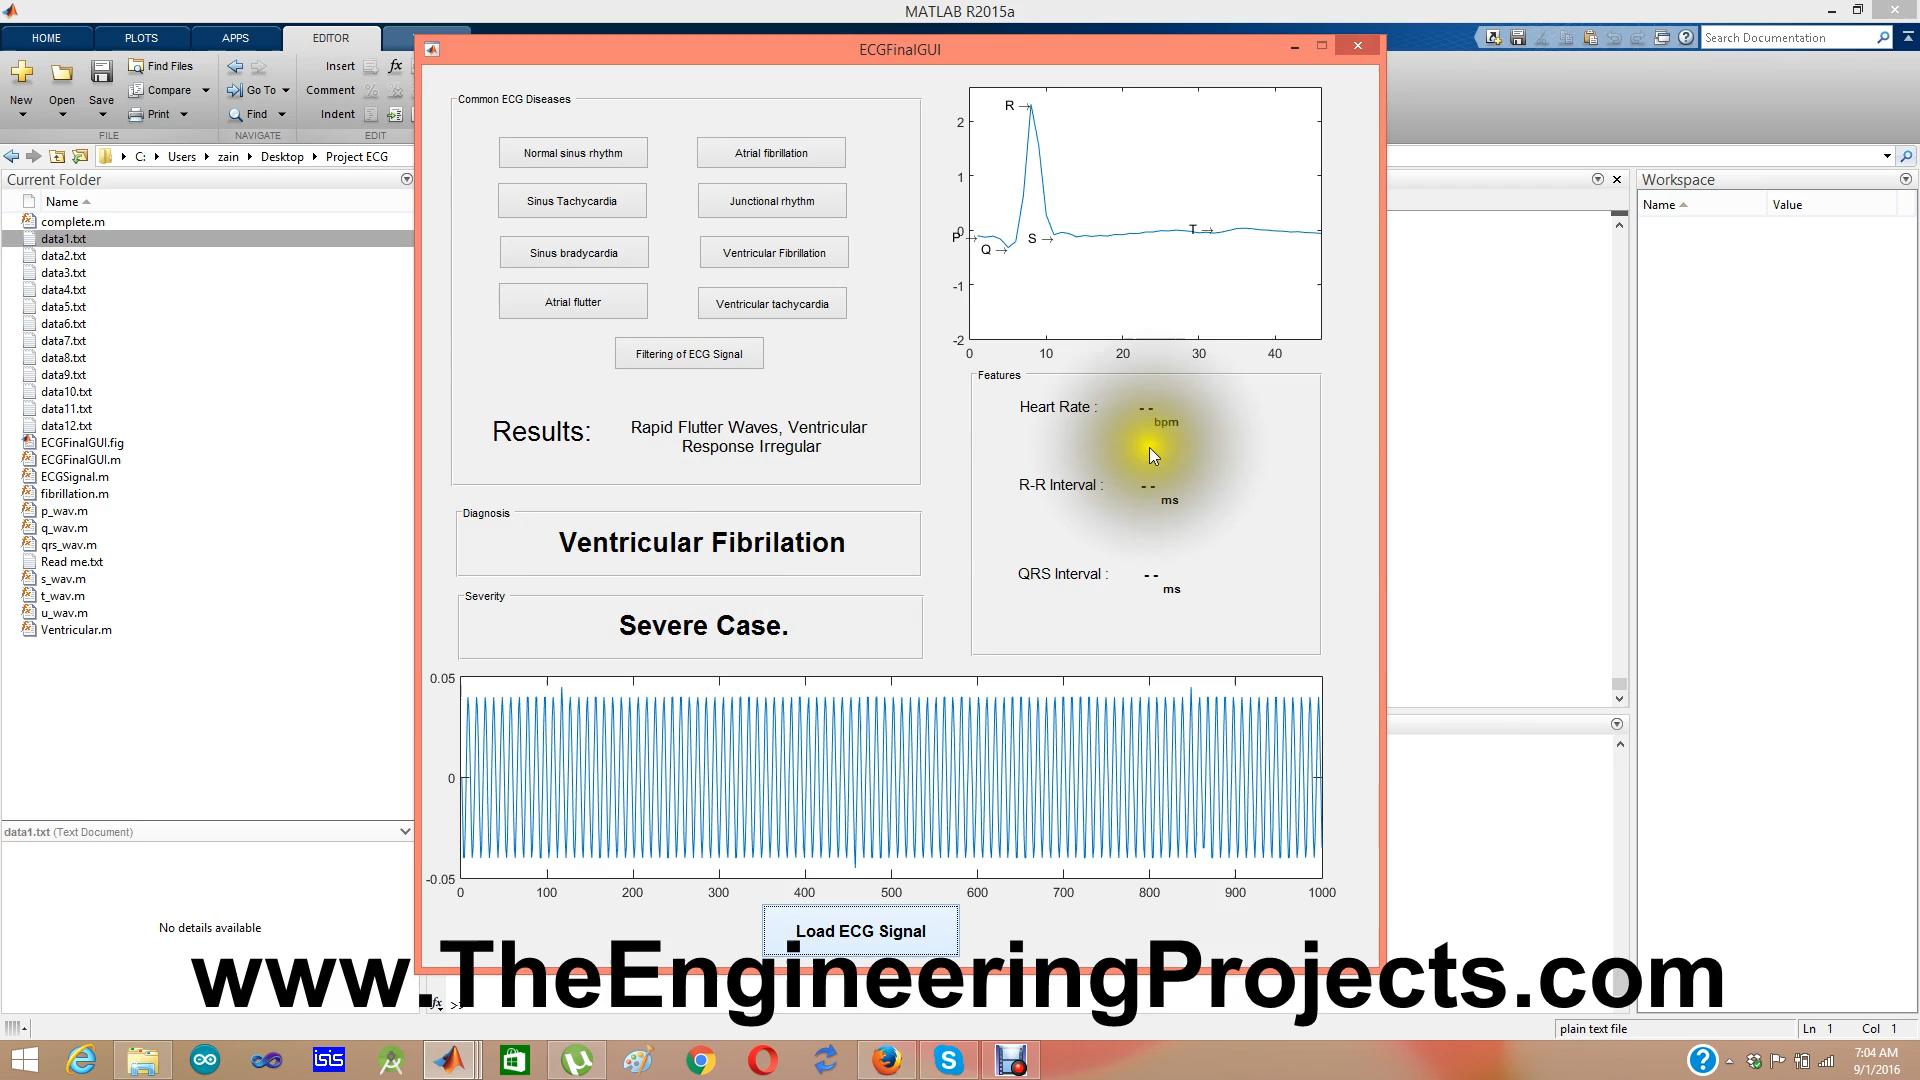 MATLAB R2015a
HOME
PLOTS
APPS
EDITOR
Search Documentation
New
Open
Save
Find Files
Compare
Print
Go To
Find
Insert
Comment
Indent
fx
FILE
NAVIGATE
EDIT
C:
Users
zain
Desktop
Project ECG
Current Folder
Name
complete.m
data1.txt
data2.txt
data3.txt
data4.txt
data5.txt
data6.txt
data7.txt
data8.txt
data9.txt
data10.txt
data11.txt
data12.txt
ECGFinalGUI.fig
ECGFinalGUI.m
ECGSignal.m
fibrillation.m
p_wav.m
q_wav.m
qrs_wav.m
Read me.txt
s_wav.m
t_wav.m
u_wav.m
Ventricular.m
data1.txt (Text Document)
No details available
ECGFinalGUI
Common ECG Diseases
Normal sinus rhythm
Atrial fibrillation
Sinus Tachycardia
Junctional rhythm
Sinus bradycardia
Ventricular Fibrillation
Atrial flutter
Ventricular tachycardia
Filtering of ECG Signal
Results:
Rapid Flutter Waves, Ventricular
Response Irregular
Diagnosis
Ventricular Fibrilation
Severity
Severe Case.
R→
P→
Q→
S→
T→
2
1
0
-1
-2
0 10 20 30 40
Features
Heart Rate : --
bpm
R-R Interval : --
ms
QRS Interval : --
ms
0.05
0
-0.05
0 100 200 300 400 500 600 700 800 900 1000
Load ECG Signal
Workspace
Name
Value
www.TheEngineeringProjects.com
fx >>
plain text file
Ln 1 Col 1
isis
7:04 AM
9/1/2016